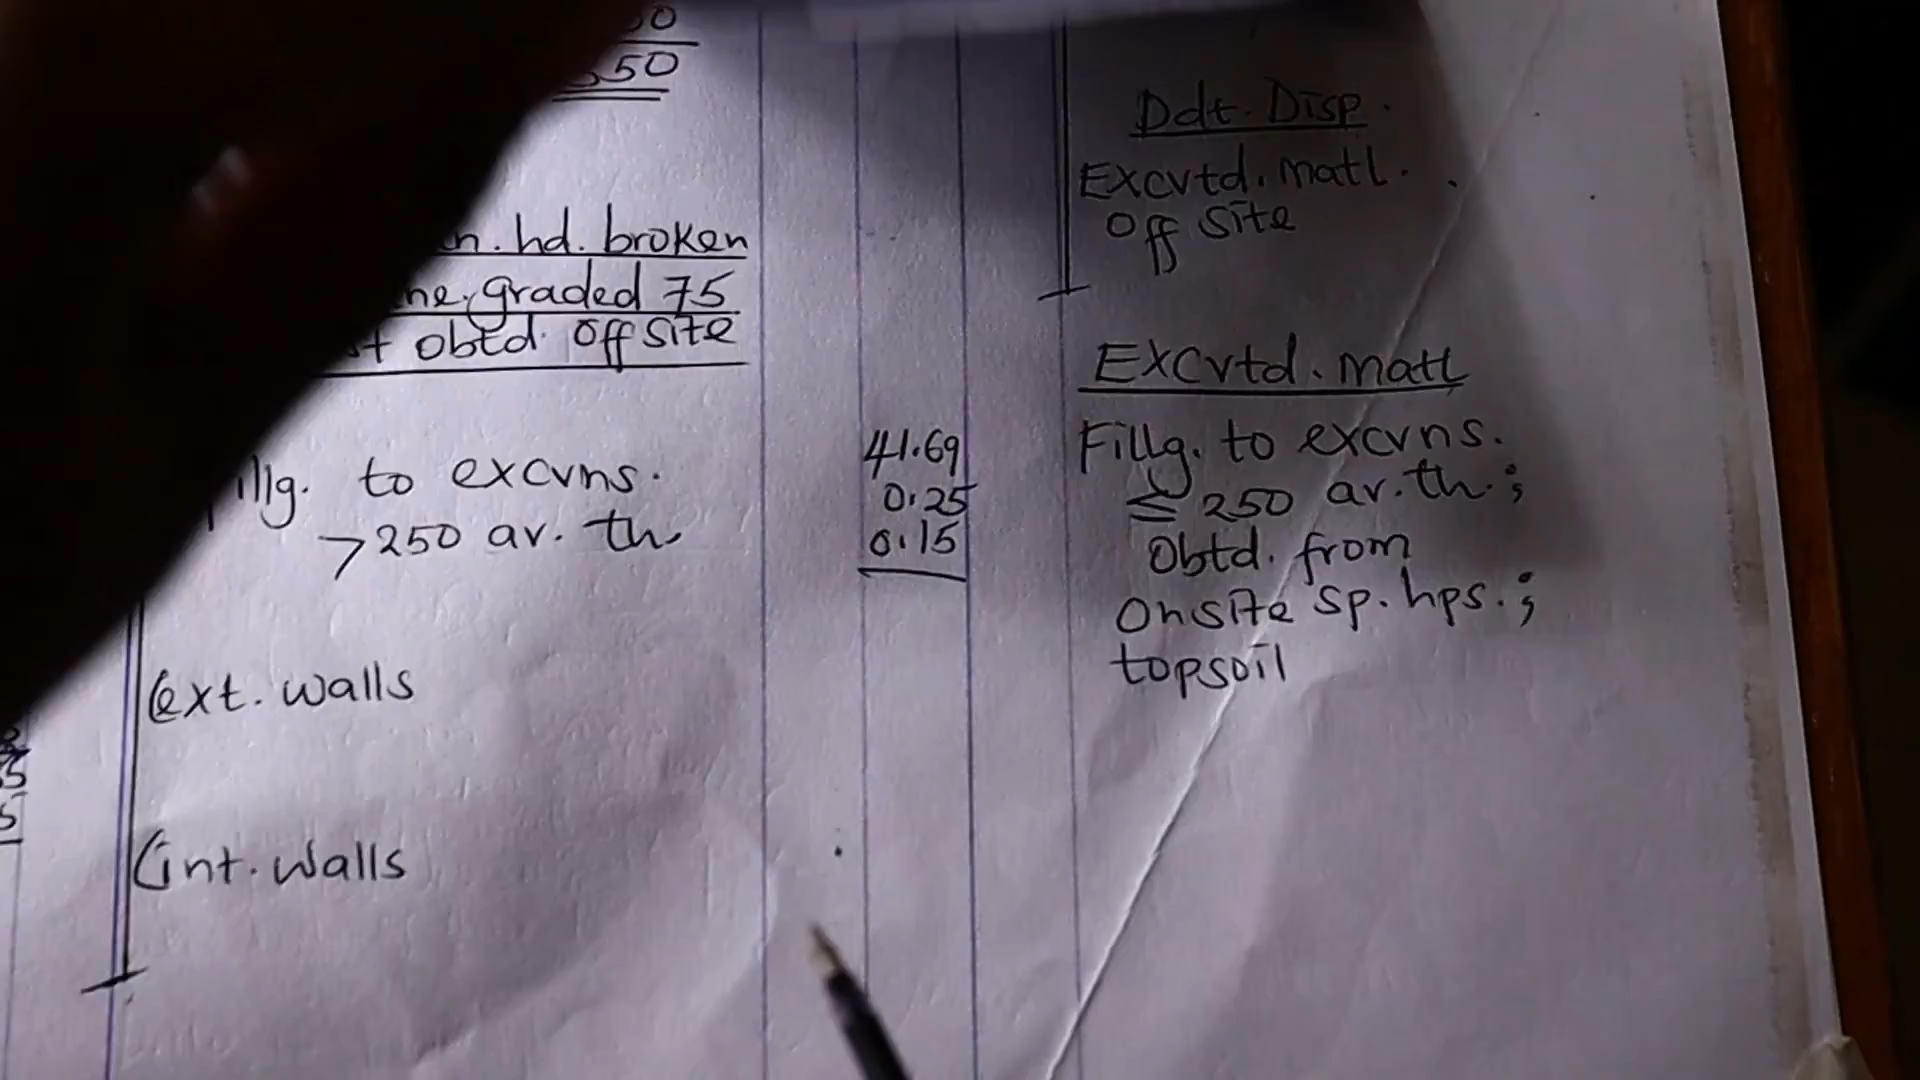 50
550
hd. broken
graded 75
obtd. off site
to excvns.
>250 av. th.
(ext. walls
(int. walls
41.69
0.25
0.15
Ddt. Disp.
Excvtd. matl.
off site
Excvtd. matl
Fillg. to excvns.
≤ 250 av. th.;
Obtd. from
onsite sp. hps.;
topsoil